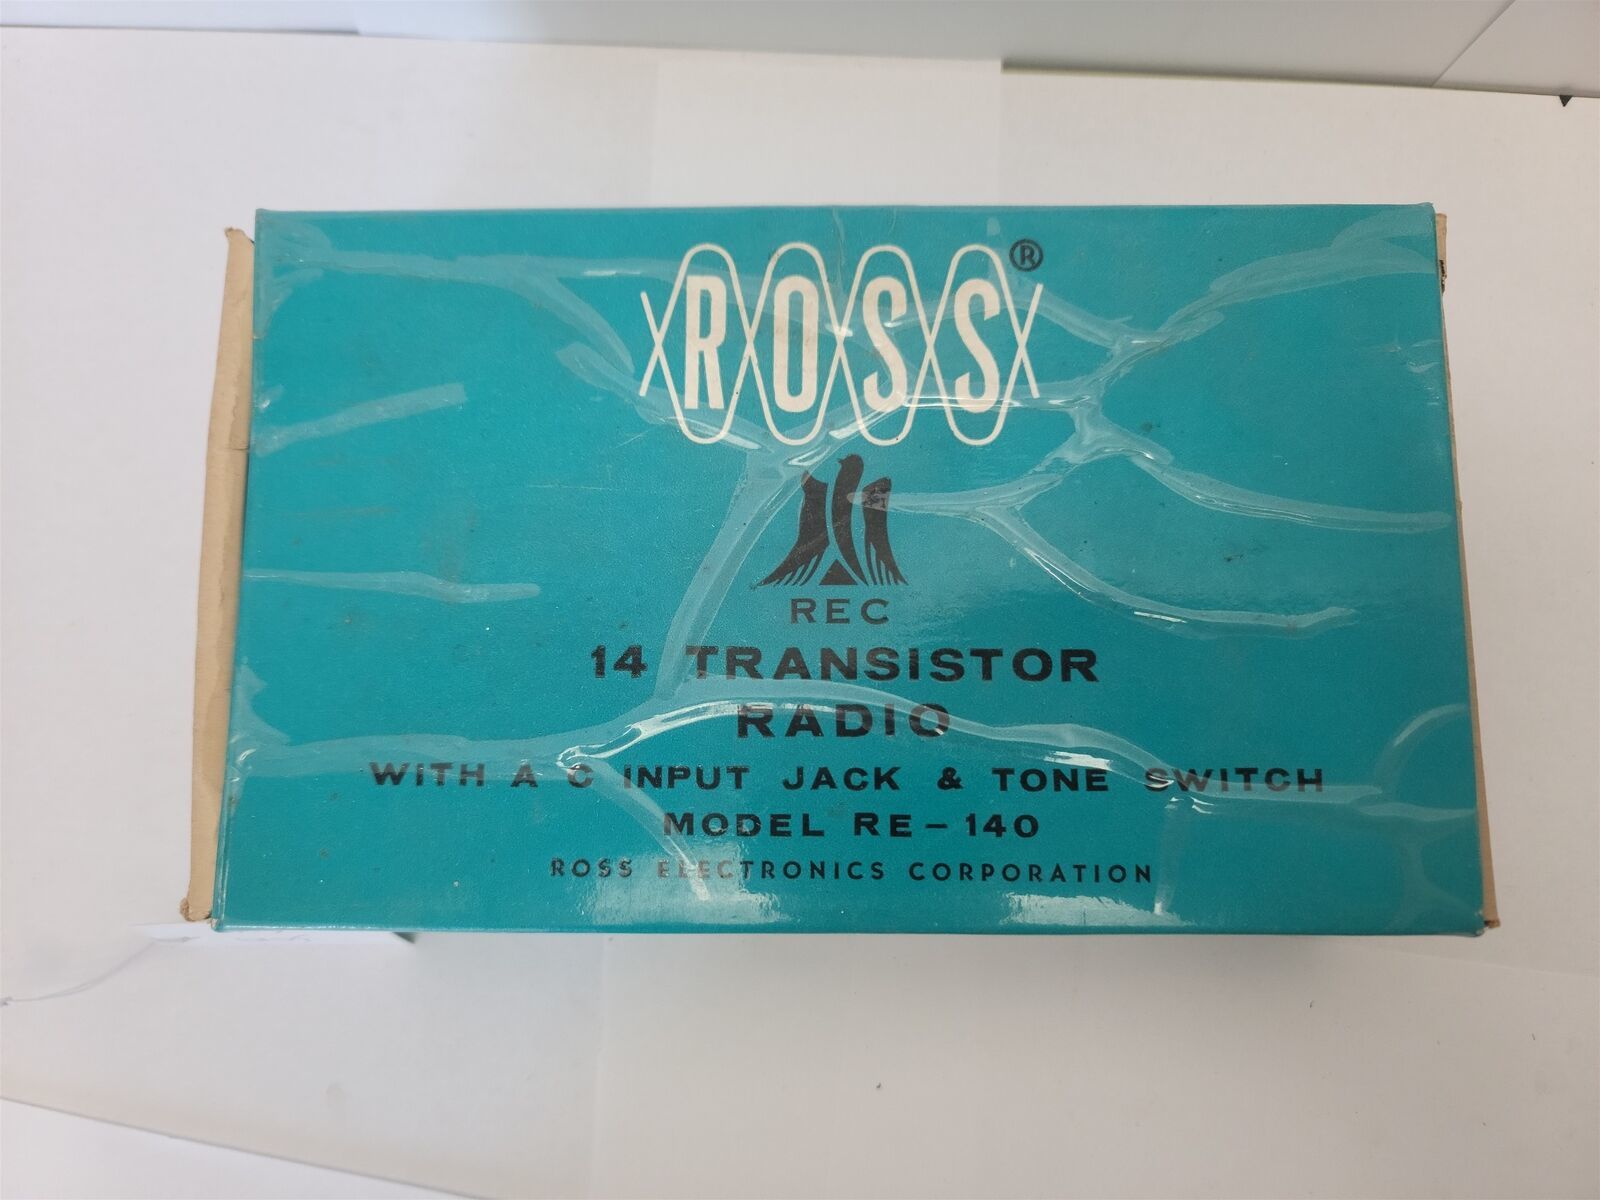 ROSS®
REC
14 TRANSISTOR
RADIO
WITH A C INPUT JACK & TONE SWITCH
MODEL RE-140
ROSS ELECTRONICS CORPORATION